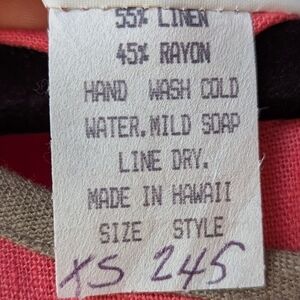 55% LINEN
45% RAYON
HAND WASH COLD
WATER. MILD SOAP
LINE DRY.
MADE IN HAWAII
SIZE STYLE
XS 245